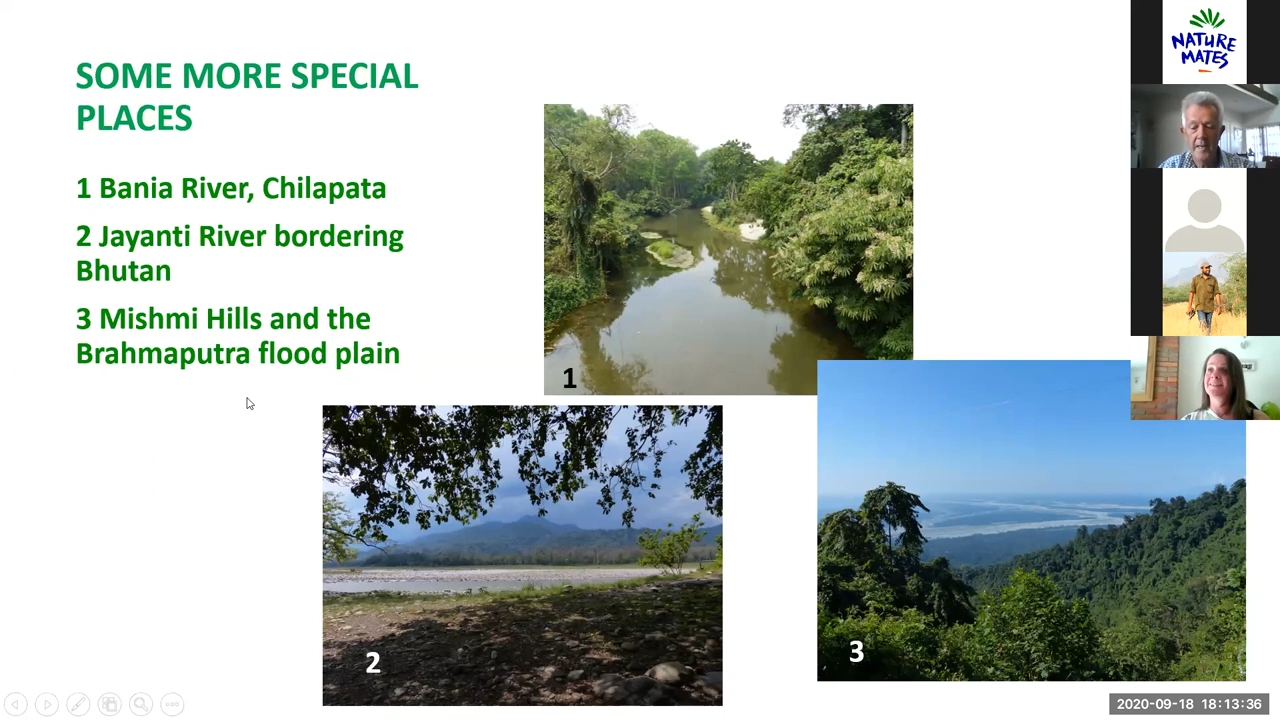 SOME MORE SPECIAL
PLACES
1 Bania River, Chilapata
2 Jayanti River bordering
Bhutan
3 Mishmi Hills and the
Brahmaputra flood plain
1
2
3
NATURE
MATES
2020-09-18 18:13:36